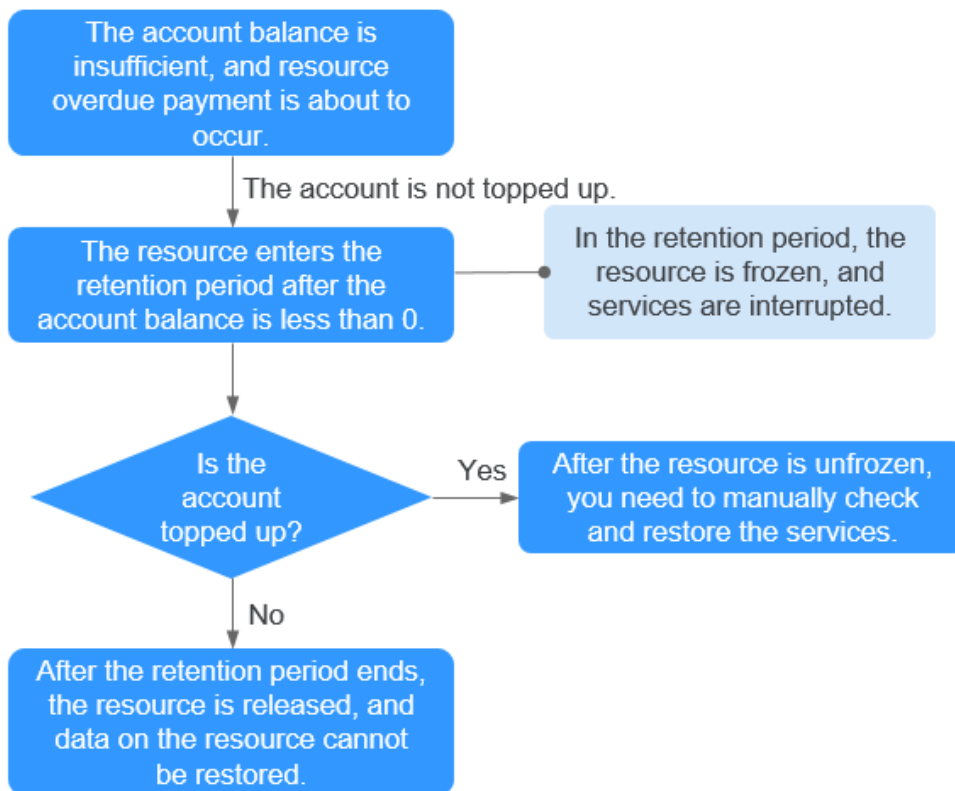 The account balance is
insufficient, and resource
overdue payment is about to
occur.
The account is not topped up.
The resource enters the
retention period after the
account balance is less than 0.
In the retention period, the
resource is frozen, and
services are interrupted.
Is the
account
topped up?
Yes
After the resource is unfrozen,
you need to manually check
and restore the services.
No
After the retention period ends,
the resource is released, and
data on the resource cannot
be restored.